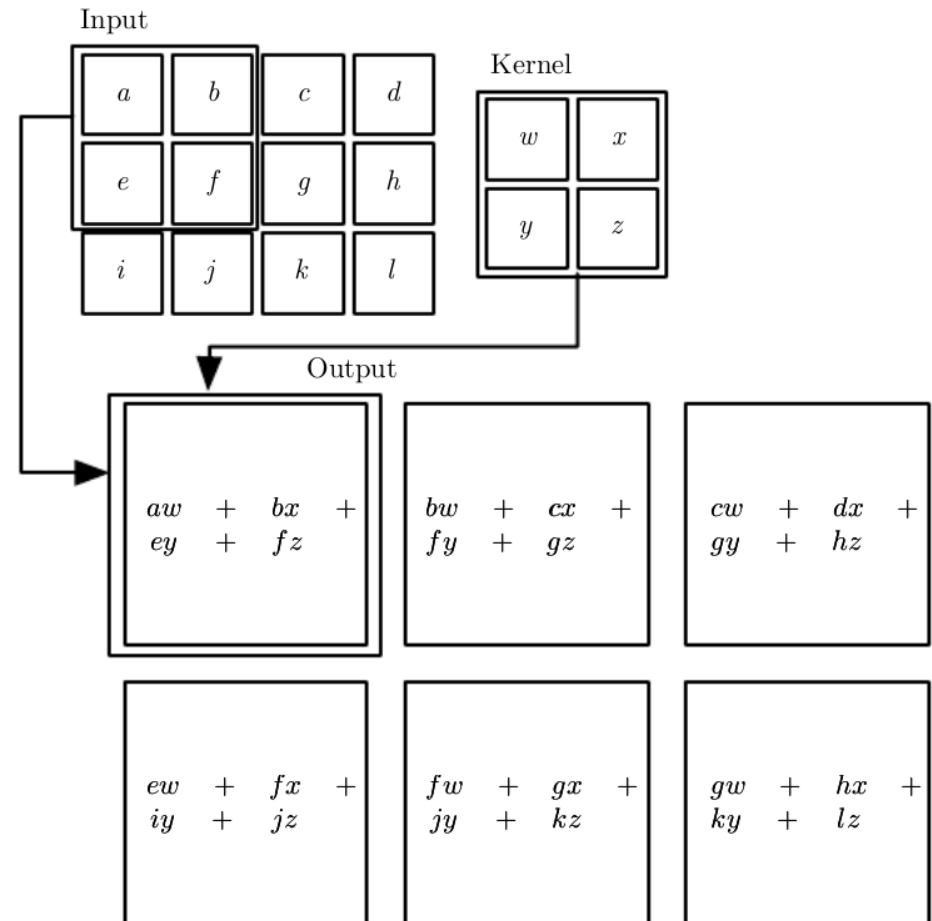 Input
a b c d
Kernel
w x
e f g h
y z
i j k l
Output
aw + bx +
ey + fz
bw + cx +
fy + gz
cw + dx +
gy + hz
ew + fx +
iy + jz
fw + gx +
jy + kz
gw + hx +
ky + lz